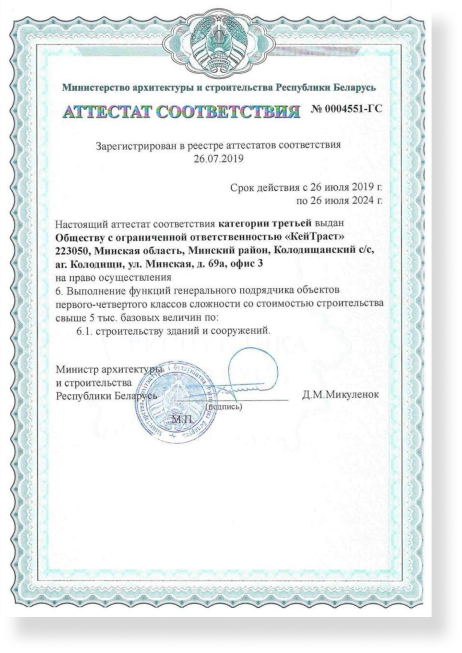 Министерство архитектуры и строительства Республики Беларусь
АТТЕСТАТ СООТВЕТСТВИЯ № 0004551-ГС
Зарегистрирован в реестре аттестатов соответствия
26.07.2019
Срок действия с 26 июля 2019 г.
по 26 июля 2024 г.
Настоящий аттестат соответствия категории третьей выдан
Обществу с ограниченной ответственностью «КейТраст»
223050, Минская область, Минский район, Колодищанский с/с,
аг. Колодищи, ул. Минская, д. 69а, офис 3
на право осуществления
6. Выполнение функций генерального подрядчика объектов
первого-четвертого классов сложности со стоимостью строительства
свыше 5 тыс. базовых величин по:
6.1. строительству зданий и сооружений.
Министр архитектуры
и строительства
Республики Беларусь
(подпись)
Д.М.Микуленок
М.П.